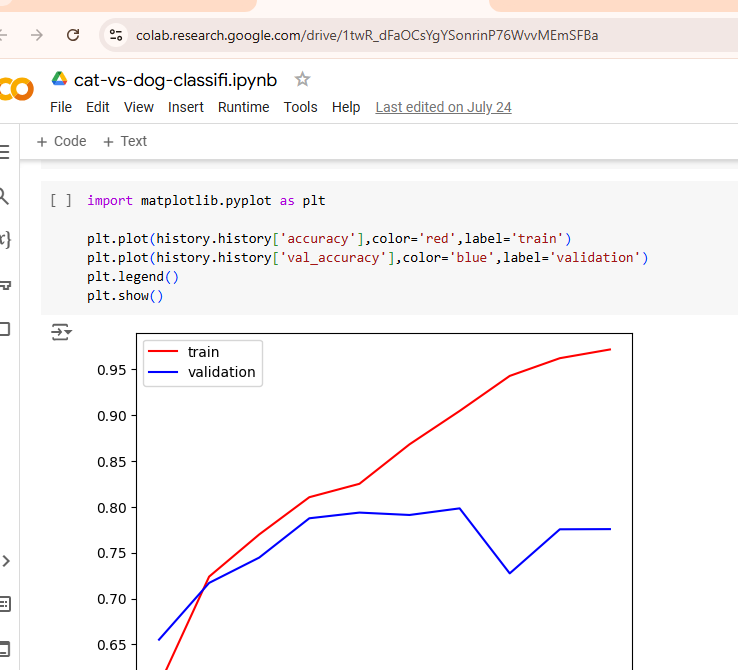 colab.research.google.com/drive/1twR_dFaOCsYgYSonrinP76WvvMEmSFBa
cat-vs-dog-classifi.ipynb
File Edit View Insert Runtime Tools Help Last edited on July 24
+ Code + Text
[ ] import matplotlib.pyplot as plt
plt.plot(history.history['accuracy'],color='red',label='train')
plt.plot(history.history['val_accuracy'],color='blue',label='validation')
plt.legend()
plt.show()
train
validation
0.95
0.90
0.85
0.80
0.75
0.70
0.65